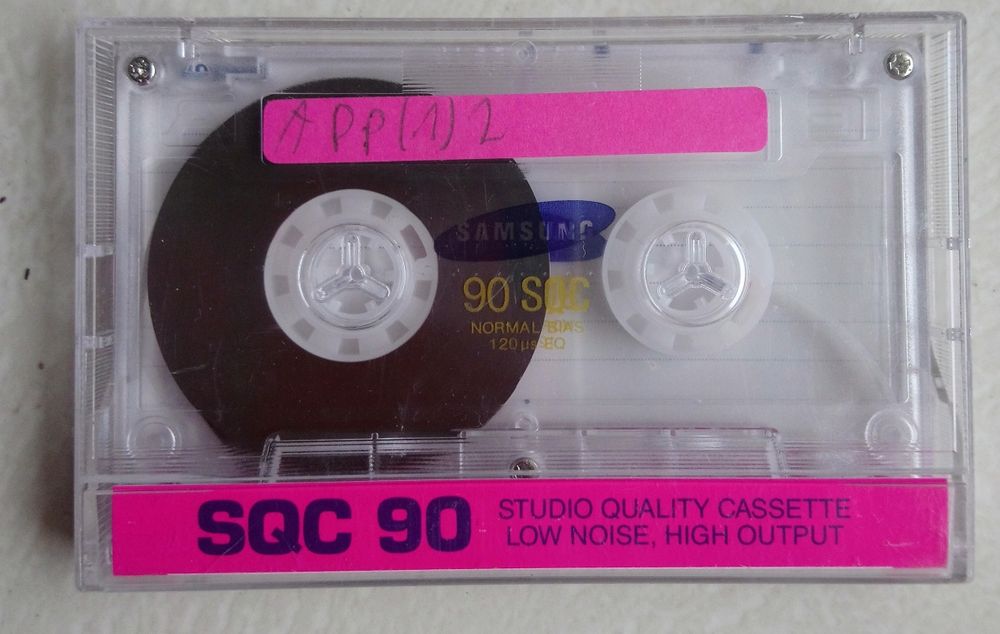 APP(1)2
SAMSUNG
90 SQC
NORMAL BIAS
120 µs EQ
SQC 90 STUDIO QUALITY CASSETTE
LOW NOISE, HIGH OUTPUT